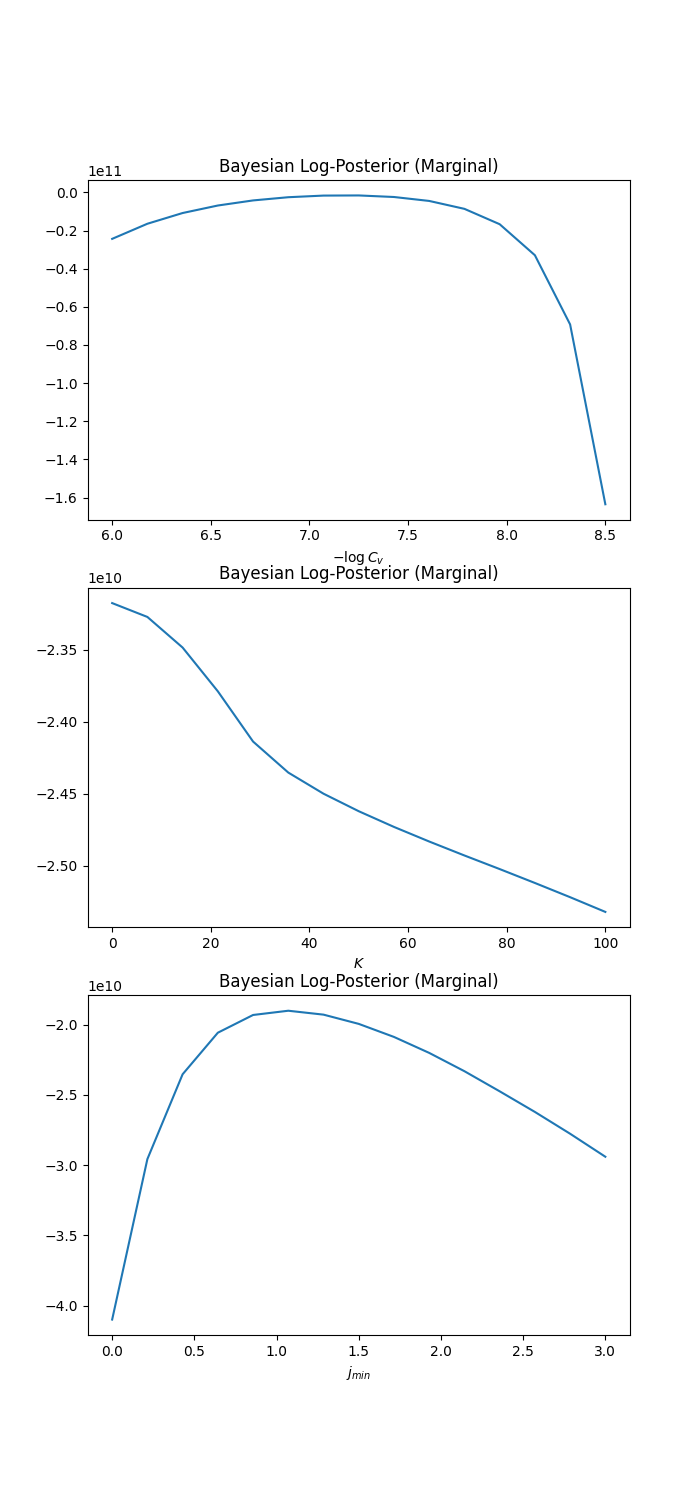 Bayesian Log-Posterior (Marginal)
1e11
0.0
−0.2
−0.4
−0.6
−0.8
−1.0
−1.2
−1.4
−1.6
6.0 6.5 7.0 7.5 8.0 8.5
−log C_v
Bayesian Log-Posterior (Marginal)
1e10
−2.35
−2.40
−2.45
−2.50
0 20 40 60 80 100
K
Bayesian Log-Posterior (Marginal)
1e10
−2.0
−2.5
−3.0
−3.5
−4.0
0.0 0.5 1.0 1.5 2.0 2.5 3.0
j_min